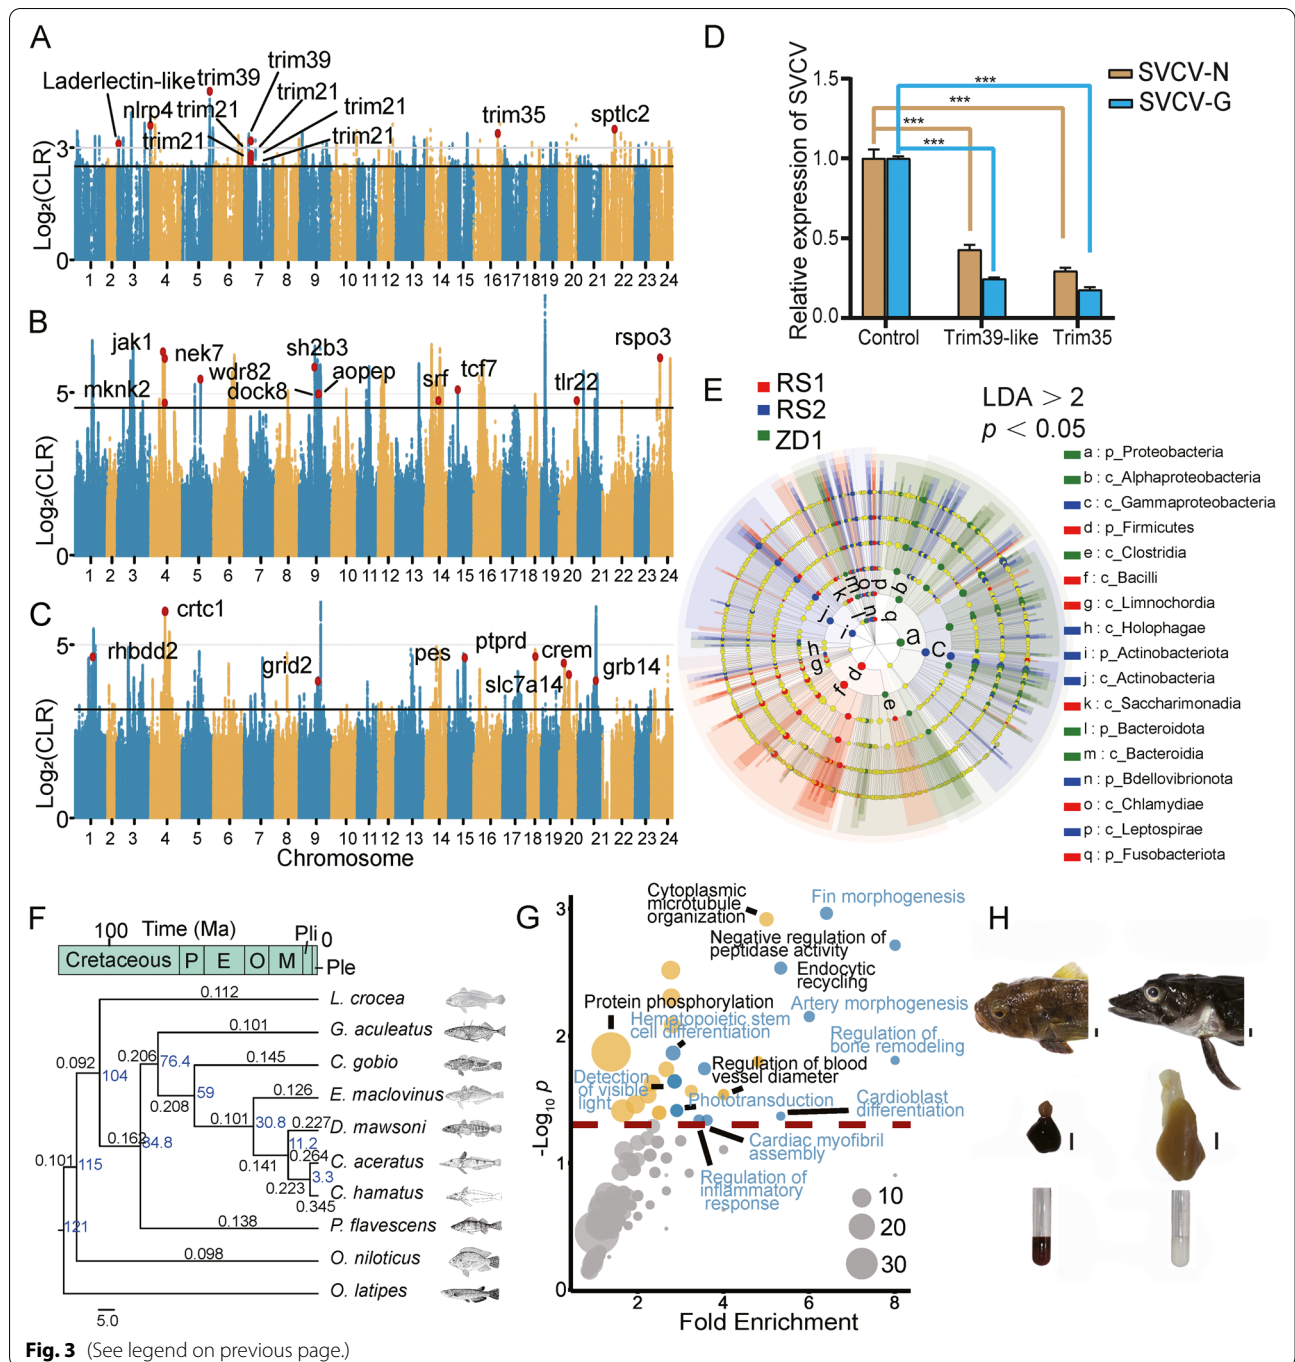 A
Laderlectin-like
trim39
trim39
nlrp4
trim21
trim21
trim21
trim21
trim21
trim35
sptlc2
Log₂(CLR)
3
0
1 2 3 4 5 6 7 8 9 10 11 12 13 14 15 16 17 18 19 20 21 22 23 24
B
jak1
nek7
mknk2
wdr82
sh2b3
dock8
aopep
srf
tcf7
tlr22
rspo3
Log₂(CLR)
5
0
1 2 3 4 5 6 7 8 9 10 11 12 13 14 15 16 17 18 19 20 21 22 23 24
C
crtc1
rhbdd2
grid2
pes
ptprd
crem
slc7a14
grb14
Log₂(CLR)
5
0
1 2 3 4 5 6 7 8 9 10 11 12 13 14 15 16 17 18 19 20 21 22 23 24
Chromosome
D
Relative expression of SVCV
1.5
1.0
0.5
0.0
***
***
***
***
SVCV-N
SVCV-G
Control Trim39-like Trim35
E
RS1
RS2
ZD1
LDA > 2
p < 0.05
a
b
c
d
e
f
g
h
i
j
k
l
m
n
o
p
q
a : p_Proteobacteria
b : c_Alphaproteobacteria
c : c_Gammaproteobacteria
d : p_Firmicutes
e : c_Clostridia
f : c_Bacilli
g : c_Limnochordia
h : c_Holophagae
i : p_Actinobacteriota
j : c_Actinobacteria
k : c_Saccharimonadia
l : p_Bacteroidota
m : c_Bacteroidia
n : p_Bdellovibrionota
o : c_Chlamydiae
p : c_Leptospirae
q : p_Fusobacteriota
F
Time (Ma)
100
Pli
0
Cretaceous P E O M
Ple
0.112
L. crocea
0.101
G. aculeatus
0.092
0.206
76.4
0.145
C. gobio
104
59
0.126
E. maclovinus
0.208
0.101
30.8
0.227
D. mawsoni
0.162
84.8
11.2
0.264
0.101
115
0.141
C. aceratus
3.3
0.223
C. hamatus
0.345
121
0.138
P. flavescens
0.098
O. niloticus
O. latipes
5.0
G
-Log₁₀ p
3
2
1
0
Cytoplasmic
microtubule
organization
Fin morphogenesis
Negative regulation of
peptidase activity
Endocytic
recycling
Protein phosphorylation
Artery morphogenesis
Hematopoietic stem
cell differentiation
Regulation of
bone remodeling
Regulation of blood
vessel diameter
Detection
of visible
light
Phototransduction
Cardioblast
differentiation
Cardiac myofibril
assembly
Regulation of
inflammatory
response
10
20
30
2 4 6 8
Fold Enrichment
H
Fig. 3 (See legend on previous page.)